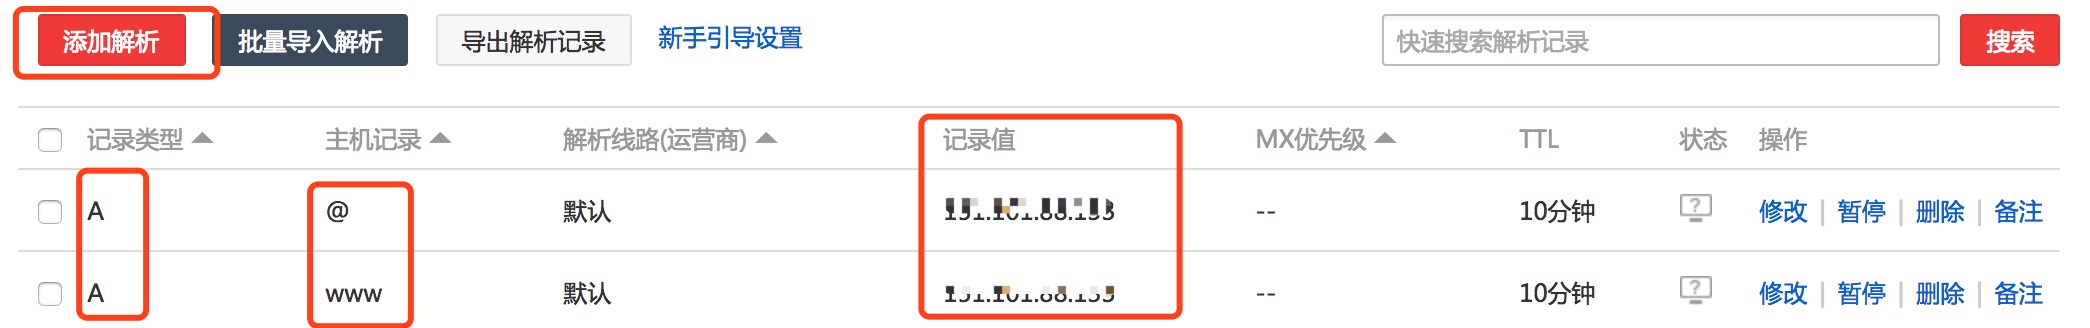 添加解析 批量导入解析 导出解析记录 新手引导设置 快速搜索解析记录 搜索
记录类型 主机记录 解析线路(运营商) 记录值 MX优先级 TTL 状态 操作
A @ 默认 -- 10分钟 ? 修改 | 暂停 | 删除 | 备注
A www 默认 -- 10分钟 ? 修改 | 暂停 | 删除 | 备注